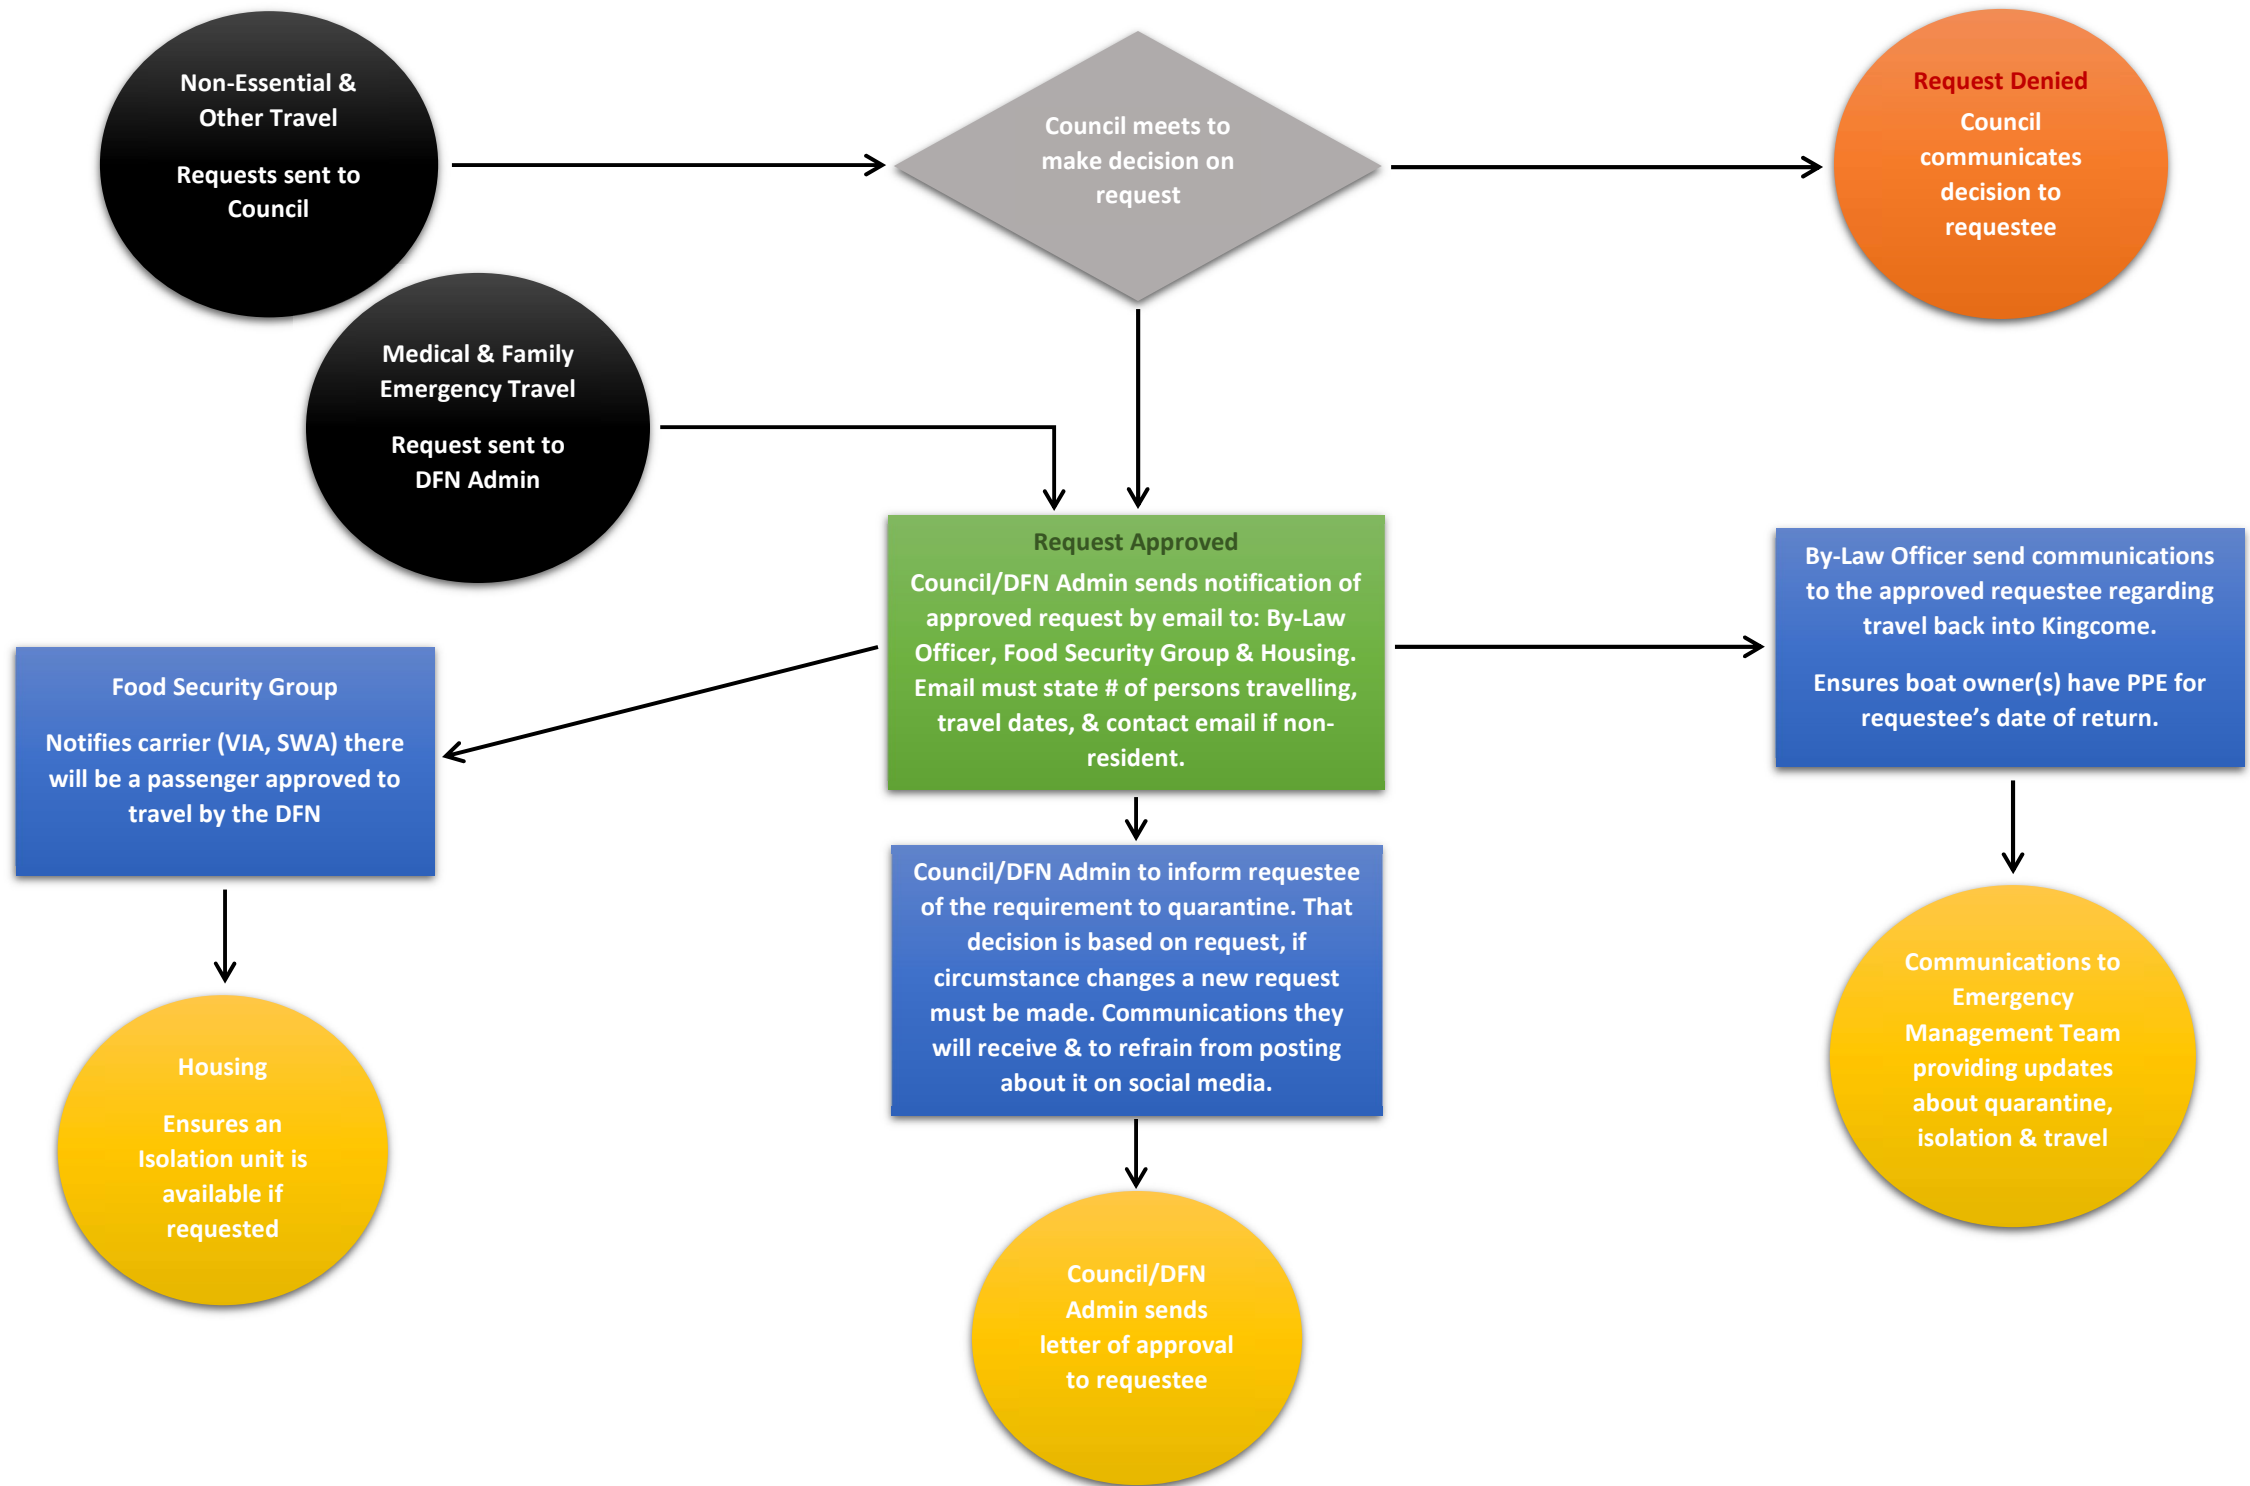 Non-Essential &
Other Travel
Requests sent to
Council
Council meets to
make decision on
request
Request Denied
Council
communicates
decision to
requestee
Medical & Family
Emergency Travel
Request sent to
DFN Admin
Request Approved
Council/DFN Admin sends notification of
approved request by email to: By-Law
Officer, Food Security Group & Housing.
Email must state # of persons travelling,
travel dates, & contact email if non-
resident.
By-Law Officer send communications
to the approved requestee regarding
travel back into Kingcome.
Ensures boat owner(s) have PPE for
requestee’s date of return.
Food Security Group
Notifies carrier (VIA, SWA) there
will be a passenger approved to
travel by the DFN
Council/DFN Admin to inform requestee
of the requirement to quarantine. That
decision is based on request, if
circumstance changes a new request
must be made. Communications they
will receive & to refrain from posting
about it on social media.
Communications to
Emergency
Management Team
providing updates
about quarantine,
isolation & travel
Housing
Ensures an
Isolation unit is
available if
requested
Council/DFN
Admin sends
letter of approval
to requestee